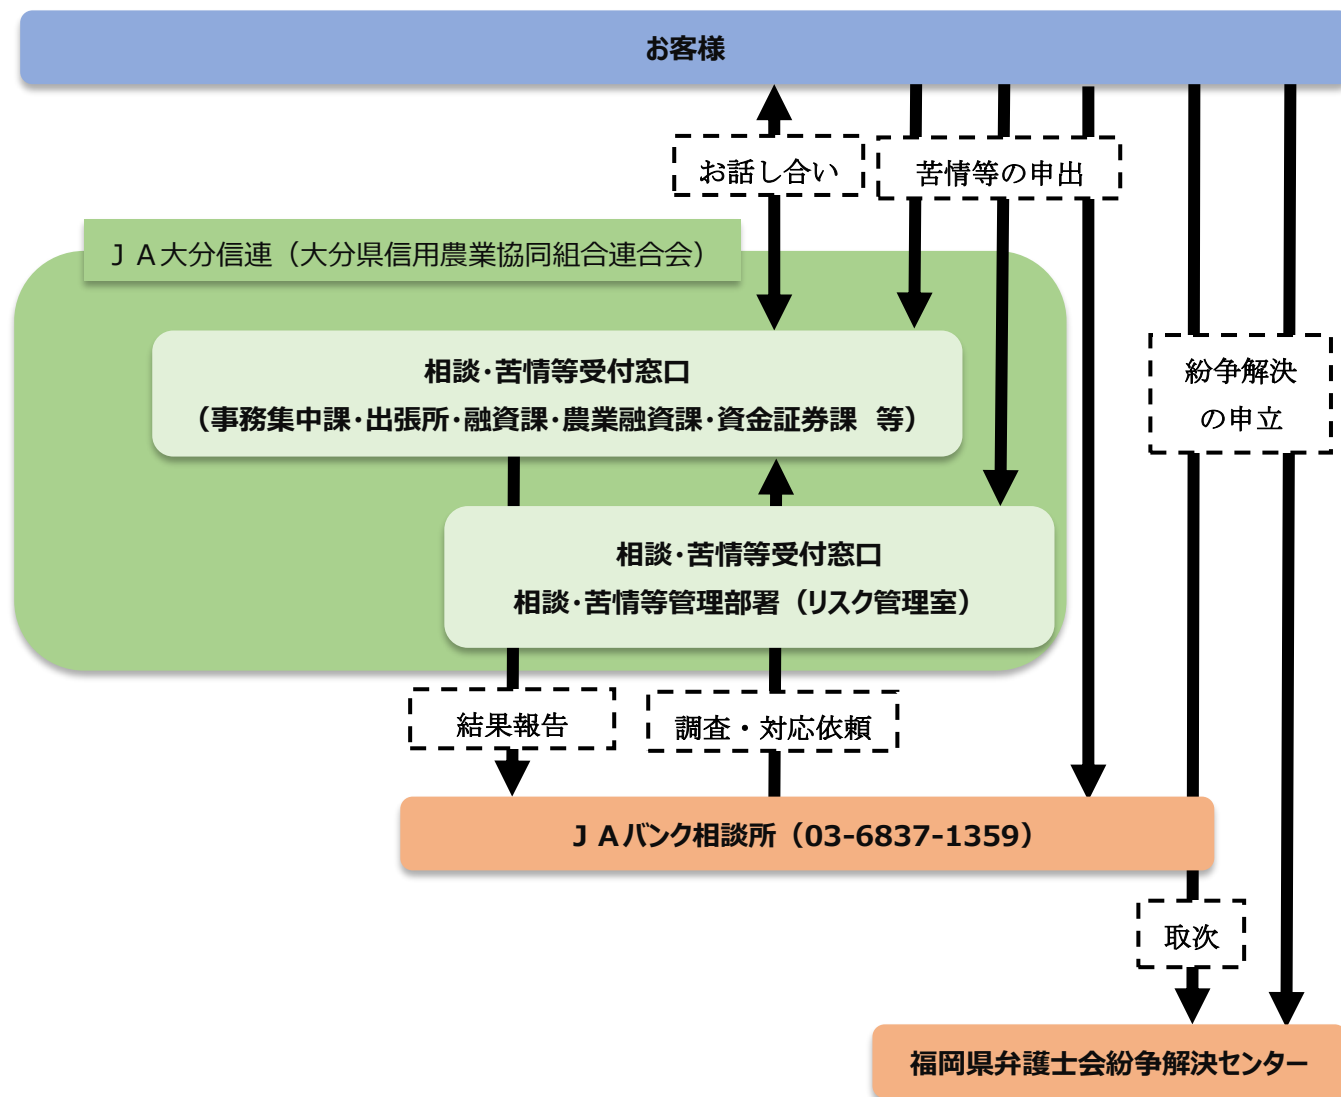 お客様
お話し合い
苦情等の申出
ＪＡ大分信連（大分県信用農業協同組合連合会）
相談・苦情等受付窓口
（事務集中課・出張所・融資課・農業融資課・資金証券課 等）
紛争解決
の申立
相談・苦情等受付窓口
相談・苦情等管理部署（リスク管理室）
結果報告
調査・対応依頼
ＪＡバンク相談所（03-6837-1359）
取次
福岡県弁護士会紛争解決センター